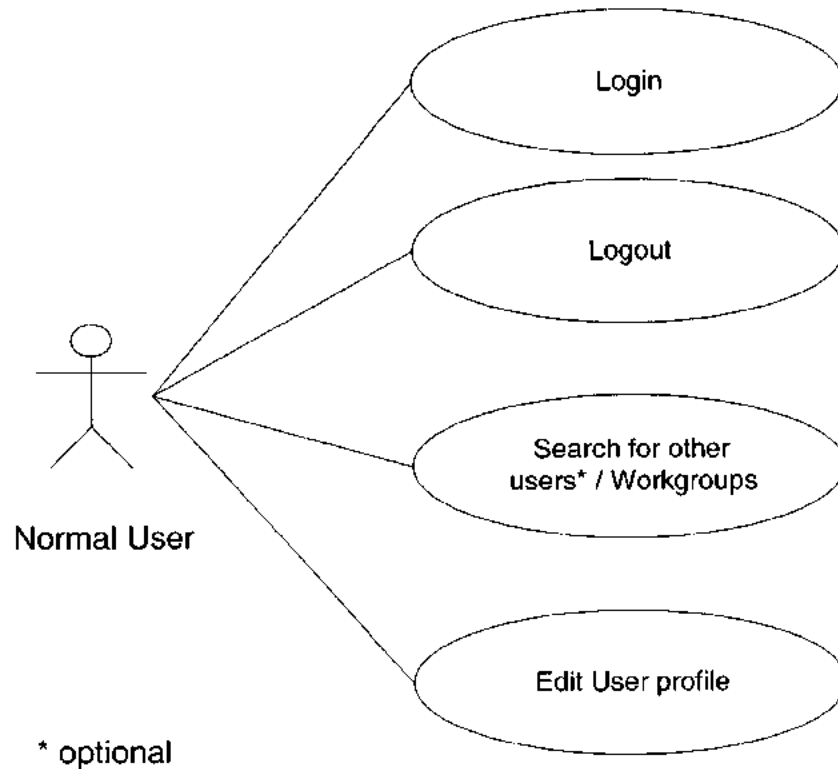 Login
Logout
Search for other
users* / Workgroups
Normal User
Edit User profile
* optional